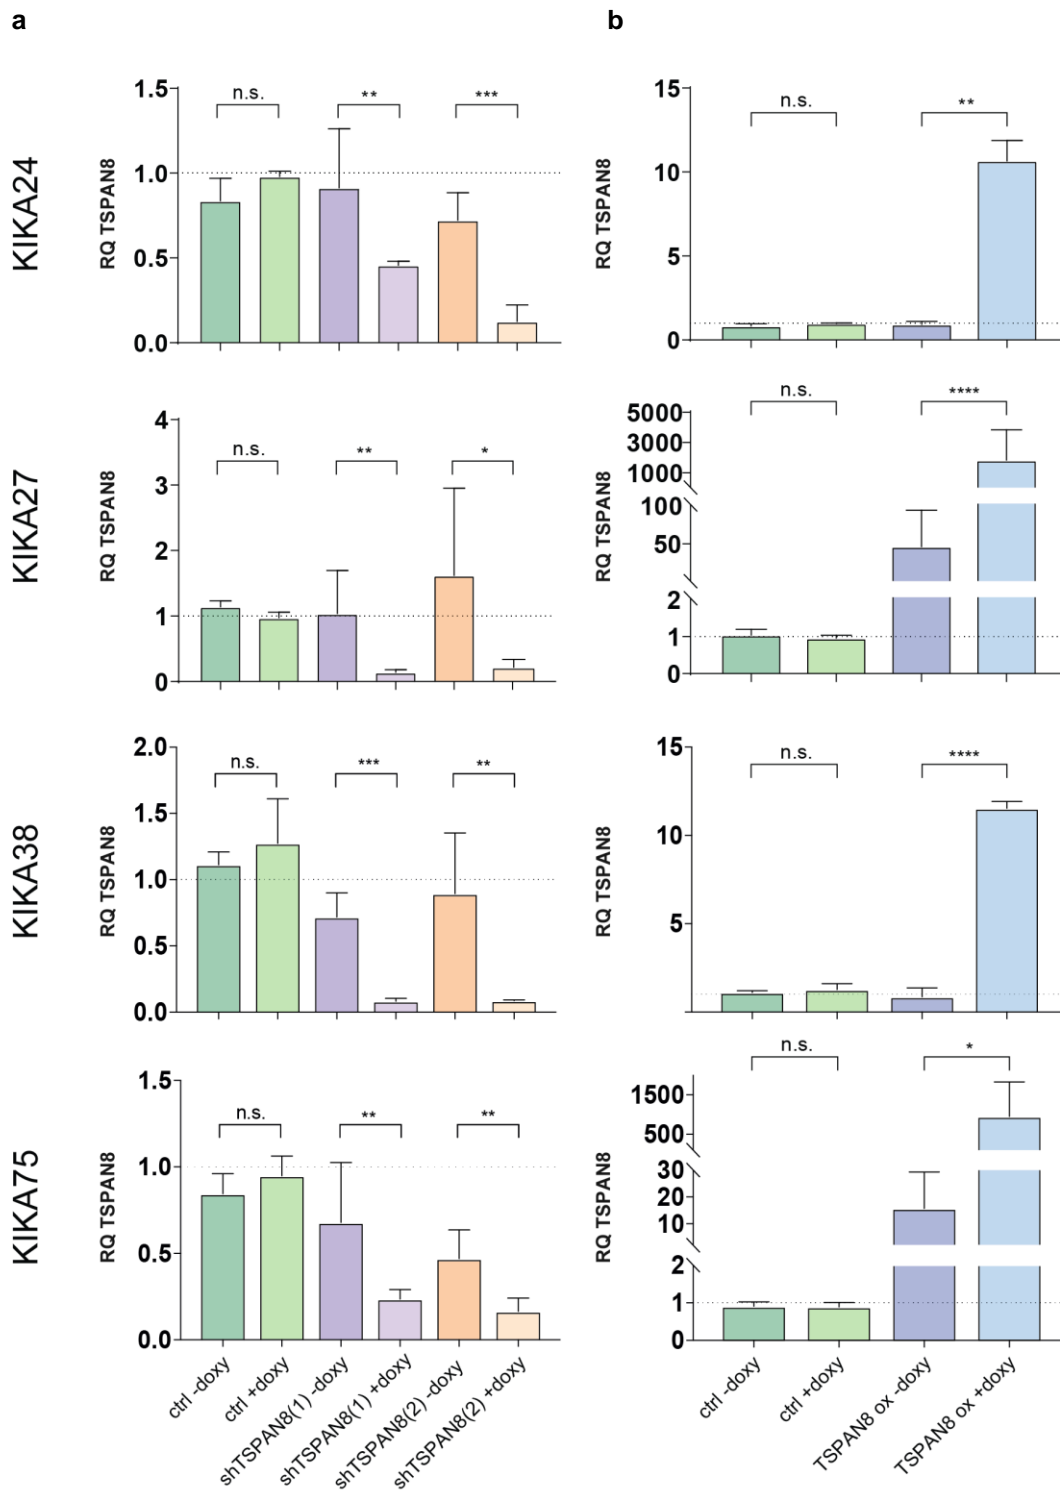 a
b
KIKA24
RQ TSPAN8
1.5
1.0
0.5
0.0
n.s.
**
***
RQ TSPAN8
15
10
5
0
n.s.
**
KIKA27
RQ TSPAN8
4
3
2
1
0
n.s.
**
*
RQ TSPAN8
5000
3000
1000
100
50
2
1
0
n.s.
****
KIKA38
RQ TSPAN8
2.0
1.5
1.0
0.5
0.0
n.s.
***
**
RQ TSPAN8
15
10
5
n.s.
****
KIKA75
RQ TSPAN8
1.5
1.0
0.5
0.0
n.s.
**
**
RQ TSPAN8
1500
500
30
20
10
2
1
0
n.s.
*
ctrl -doxy
ctrl +doxy
shTSPAN8(1) -doxy
shTSPAN8(1) +doxy
shTSPAN8(2) -doxy
shTSPAN8(2) +doxy
ctrl -doxy
ctrl +doxy
TSPAN8 ox -doxy
TSPAN8 ox +doxy